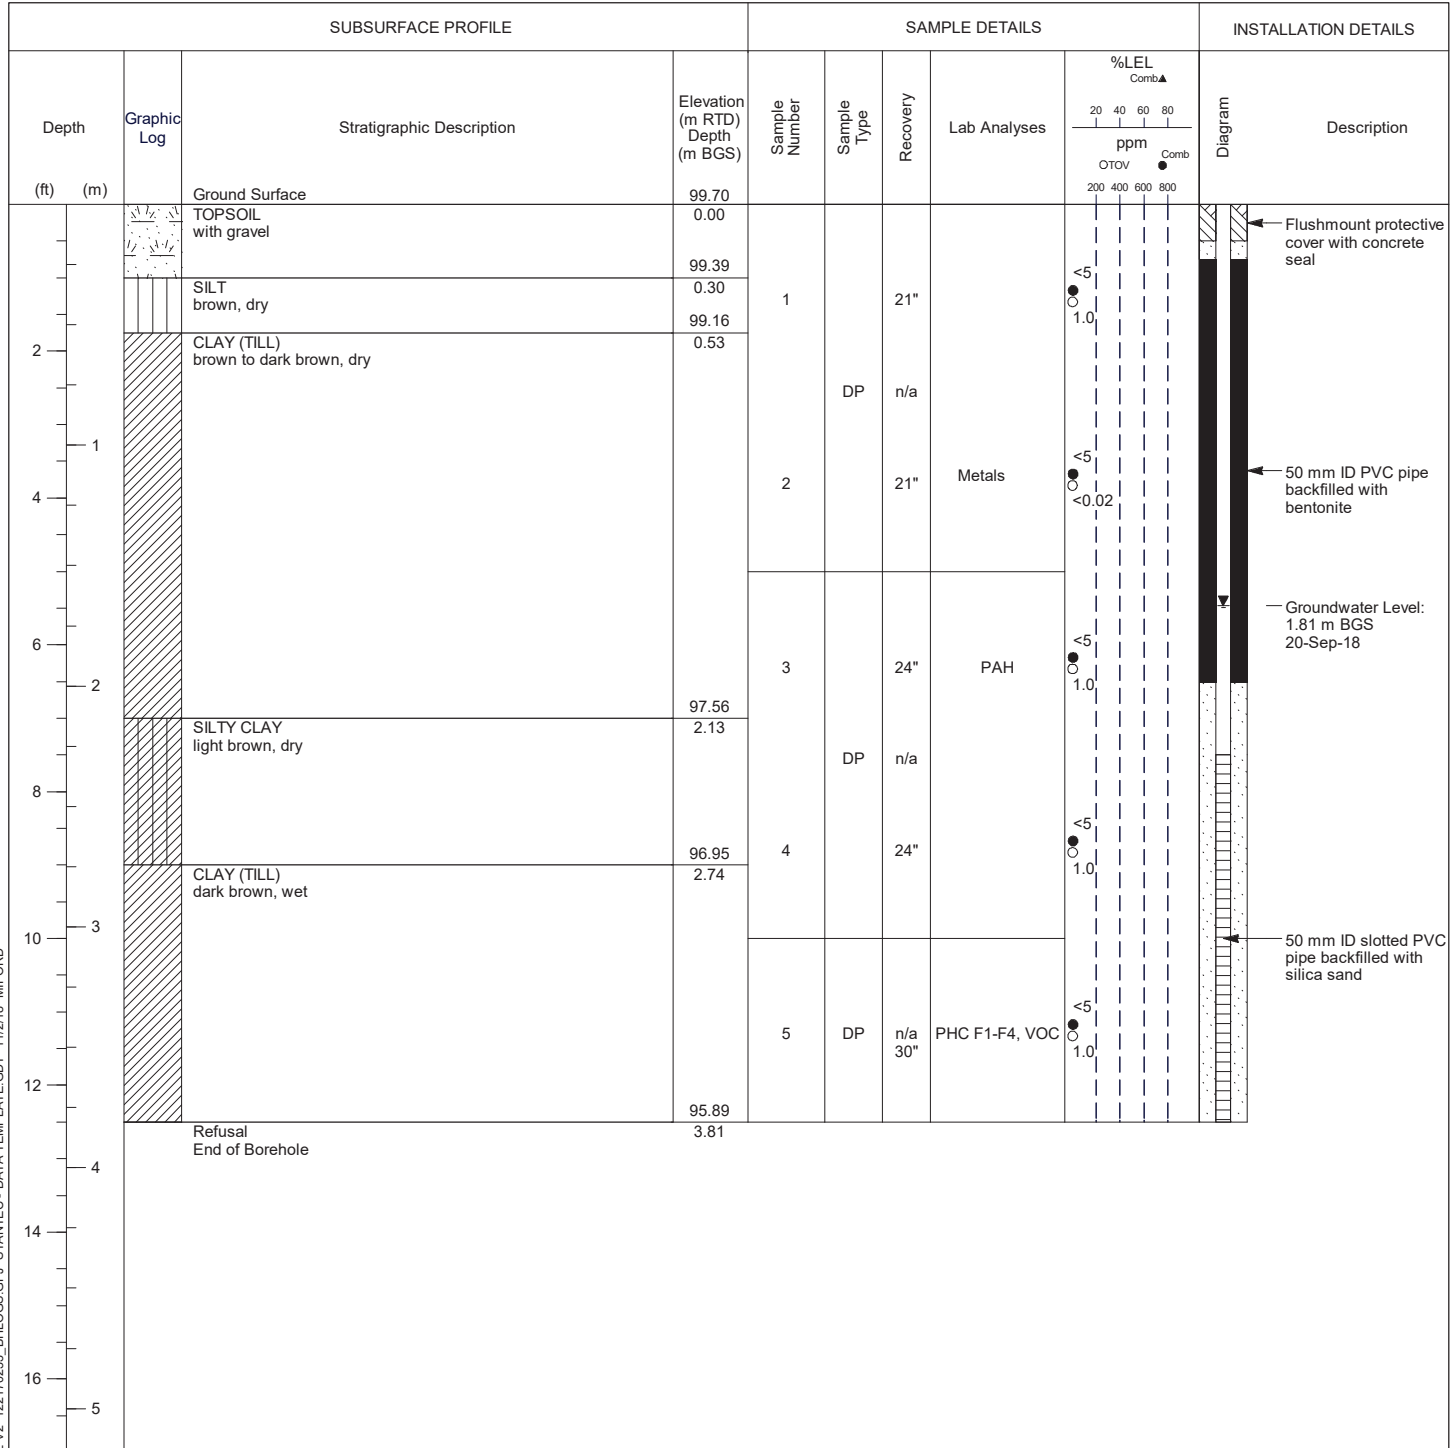 SUBSURFACE PROFILE
SAMPLE DETAILS
INSTALLATION DETAILS
Depth
(ft)
(m)
Graphic
Log
Stratigraphic Description
Elevation
(m RTD)
Depth
(m BGS)
Sample
Number
Sample
Type
Recovery
Lab Analyses
%LEL
Comb▲
20 40 60 80
ppm
OTOV
● Comb
200 400 600 800
Diagram
Description
Ground Surface
99.70
TOPSOIL
with gravel
0.00
99.39
SILT
brown, dry
0.30
99.16
CLAY (TILL)
brown to dark brown, dry
0.53
97.56
SILTY CLAY
light brown, dry
2.13
96.95
CLAY (TILL)
dark brown, wet
2.74
95.89
Refusal
End of Borehole
3.81
2
4
6
8
10
12
14
16
1
2
3
4
5
1
21"
<5
1.0
DP
n/a
2
21"
Metals
<5
<0.02
3
24"
PAH
<5
1.0
DP
n/a
4
24"
<5
1.0
5
DP
n/a
30"
PHC F1-F4, VOC
<5
1.0
Flushmount protective
cover with concrete
seal
50 mm ID PVC pipe
backfilled with
bentonite
Groundwater Level:
1.81 m BGS
20-Sep-18
50 mm ID slotted PVC
pipe backfilled with
silica sand